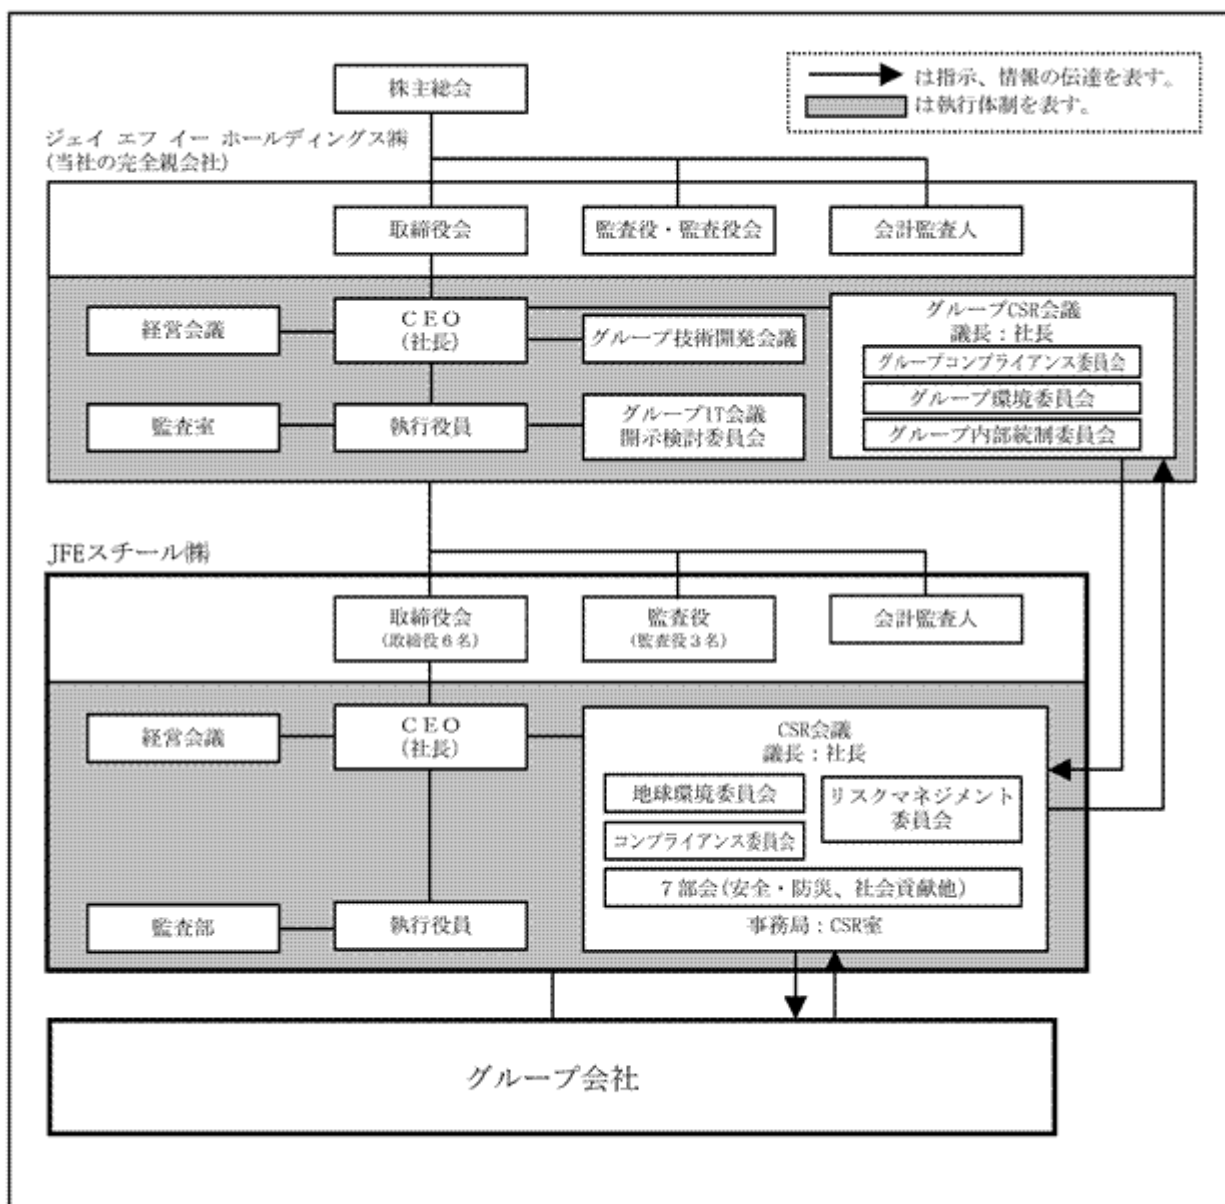 株主総会
は指示、情報の伝達を表す。
は執行体制を表す。
ジェイ エフ イー ホールディングス㈱
(当社の完全親会社)
取締役会
監査役・監査役会
会計監査人
経営会議
ＣＥＯ
(社長)
グループ技術開発会議
グループCSR会議
議長：社長
グループコンプライアンス委員会
グループ環境委員会
グループ内部統制委員会
監査室
執行役員
グループIT会議
開示検討委員会
JFEスチール㈱
取締役会
(取締役６名)
監査役
(監査役３名)
会計監査人
経営会議
ＣＥＯ
(社長)
CSR会議
議長：社長
地球環境委員会
コンプライアンス委員会
リスクマネジメント
委員会
７部会(安全・防災、社会貢献他)
事務局：CSR室
監査部
執行役員
グループ会社